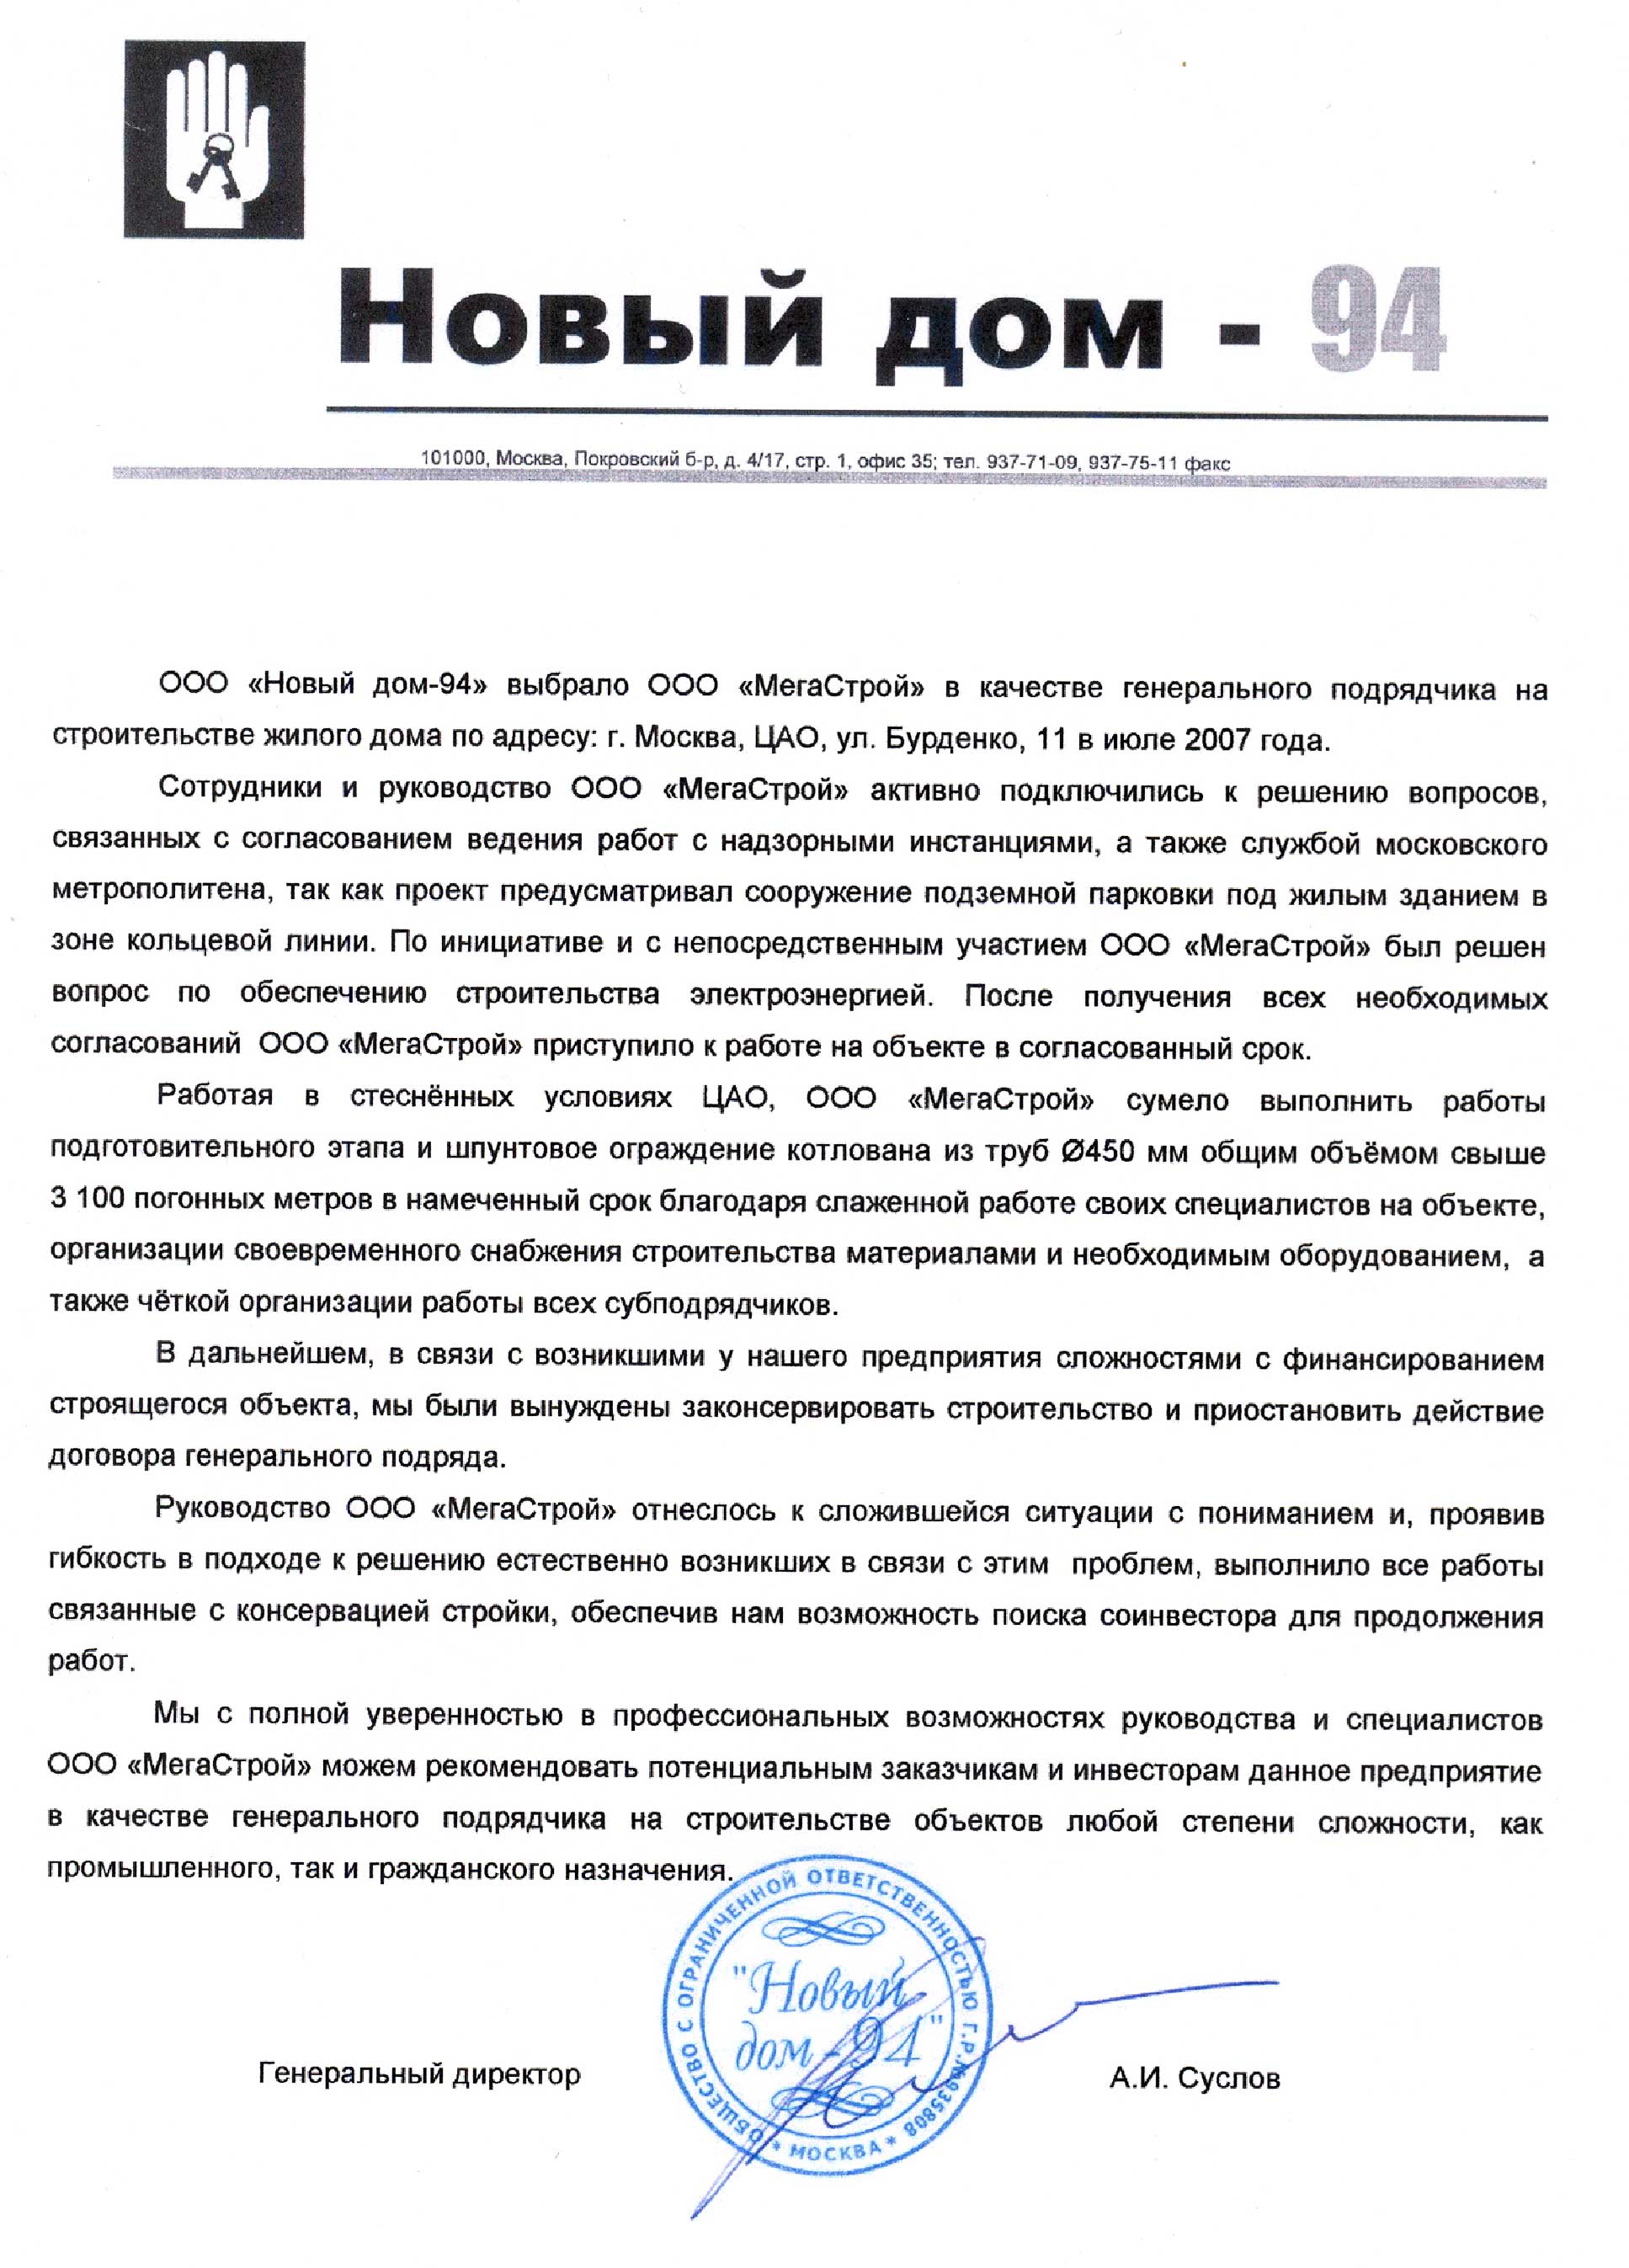 Новый дом - 94
101000, Москва, Покровский б-р, д. 4/17, стр. 1, офис 35; тел. 937-71-09, 937-75-11 факс
ООО «Новый дом-94» выбрало ООО «МегаСтрой» в качестве генерального подрядчика на
строительстве жилого дома по адресу: г. Москва, ЦАО, ул. Бурденко, 11 в июле 2007 года.
Сотрудники и руководство ООО «МегаСтрой» активно подключились к решению вопросов,
связанных с согласованием ведения работ с надзорными инстанциями, а также службой московского
метрополитена, так как проект предусматривал сооружение подземной парковки под жилым зданием в
зоне кольцевой линии. По инициативе и с непосредственным участием ООО «МегаСтрой» был решен
вопрос по обеспечению строительства электроэнергией. После получения всех необходимых
согласований ООО «МегаСтрой» приступило к работе на объекте в согласованный срок.
Работая в стеснённых условиях ЦАО, ООО «МегаСтрой» сумело выполнить работы
подготовительного этапа и шпунтовое ограждение котлована из труб Ø450 мм общим объёмом свыше
3 100 погонных метров в намеченный срок благодаря слаженной работе своих специалистов на объекте,
организации своевременного снабжения строительства материалами и необходимым оборудованием, а
также чёткой организации работы всех субподрядчиков.
В дальнейшем, в связи с возникшими у нашего предприятия сложностями с финансированием
строящегося объекта, мы были вынуждены законсервировать строительство и приостановить действие
договора генерального подряда.
Руководство ООО «МегаСтрой» отнеслось к сложившейся ситуации с пониманием и, проявив
гибкость в подходе к решению естественно возникших в связи с этим проблем, выполнило все работы
связанные с консервацией стройки, обеспечив нам возможность поиска соинвестора для продолжения
работ.
Мы с полной уверенностью в профессиональных возможностях руководства и специалистов
ООО «МегаСтрой» можем рекомендовать потенциальным заказчикам и инвесторам данное предприятие
в качестве генерального подрядчика на строительстве объектов любой степени сложности, как
промышленного, так и гражданского назначения.
ОБЩЕСТВО С ОГРАНИЧЕННОЙ ОТВЕТСТВЕННОСТЬЮ Г.Р.№935808
* МОСКВА *
"Новый
дом-94"
Генеральный директор
А.И. Суслов